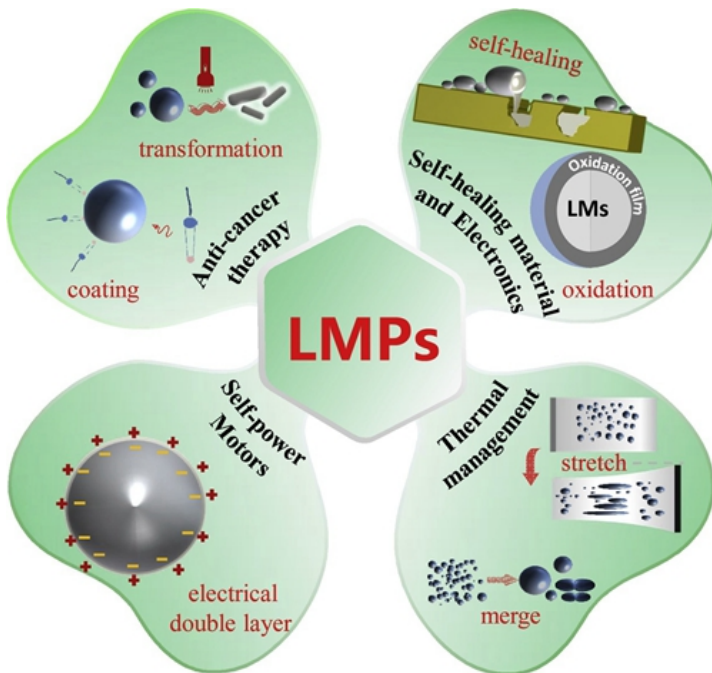 transformation
coating
Anti-cancer
therapy
self-healing
Self-healing material
and Electronics
Oxidation film
LMs
oxidation
LMPs
Self-power
Motors
electrical
double layer
Thermal
management
stretch
merge